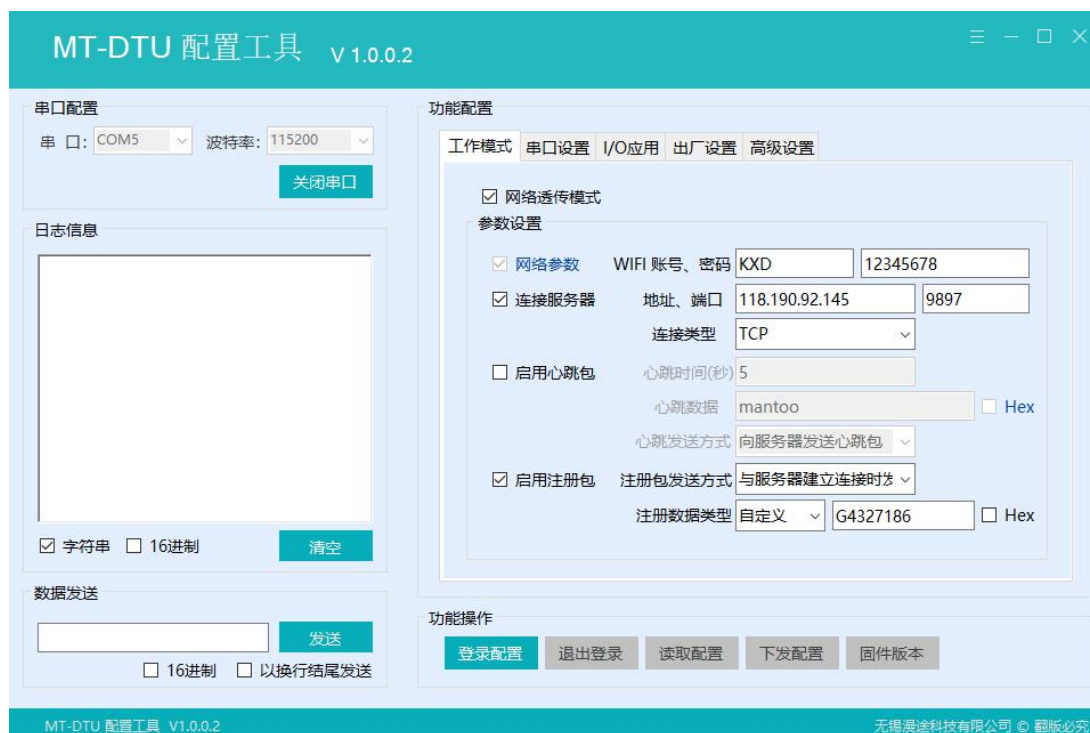 MT-DTU 配置工具 V 1.0.0.2
串口配置
串 口: COM5 波特率: 115200
关闭串口
日志信息
字符串 16进制 清空
数据发送
发送
16进制 以换行结尾发送
功能配置
工作模式 串口设置 I/O应用 出厂设置 高级设置
网络透传模式
参数设置
网络参数 WIFI 账号、密码 KXD 12345678
连接服务器 地址、端口 118.190.92.145 9897
连接类型 TCP
启用心跳包 心跳时间(秒) 5
心跳数据 mantoo Hex
心跳发送方式 向服务器发送心跳包
启用注册包 注册包发送方式 与服务器建立连接时发
注册数据类型 自定义 G4327186 Hex
功能操作
登录配置 退出登录 读取配置 下发配置 固件版本
MT-DTU 配置工具 V1.0.0.2 无锡漫途科技有限公司 © 翻版必究